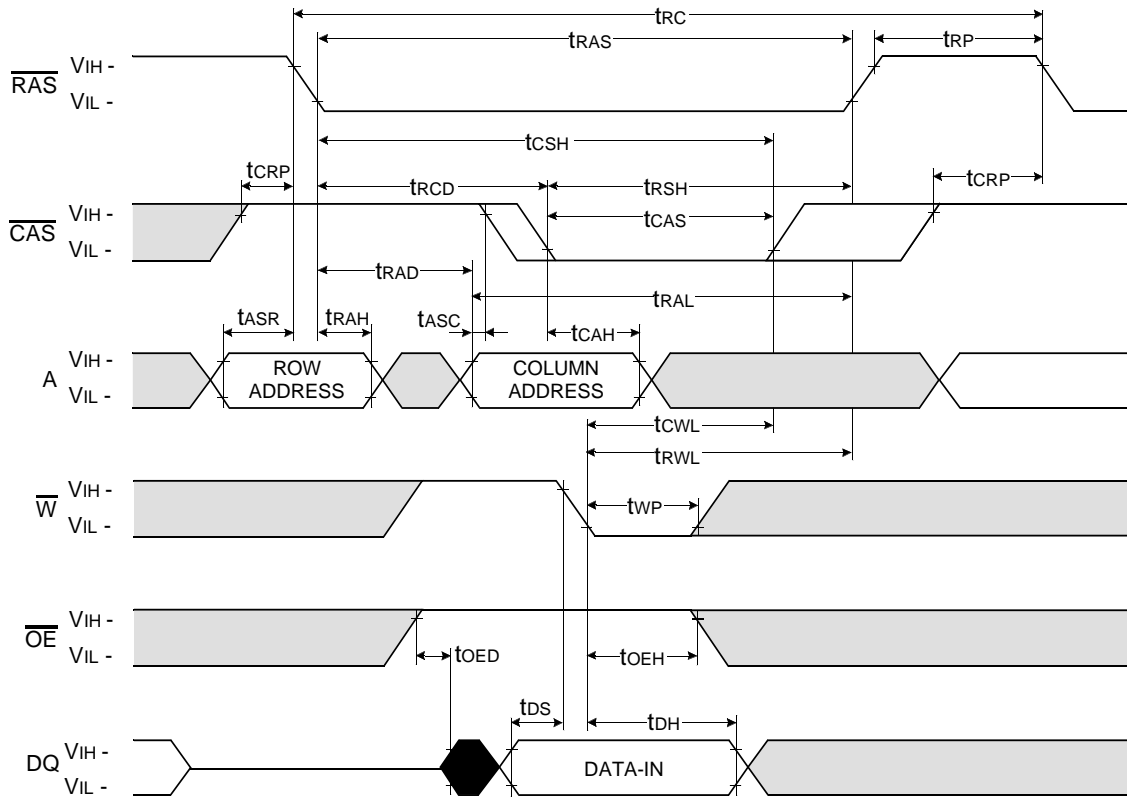 tRC
tRAS
tRP
RAS
VIH -
VIL -
tCSH
tCRP
tRCD
tRSH
tCRP
CAS
VIH -
VIL -
tCAS
tRAD
tRAL
tASR
tRAH
tASC
tCAH
A
VIH -
VIL -
ROW
ADDRESS
COLUMN
ADDRESS
tCWL
tRWL
W
VIH -
VIL -
tWP
OE
VIH -
VIL -
tOED
tOEH
tDS
tDH
DQ
VIH -
VIL -
DATA-IN